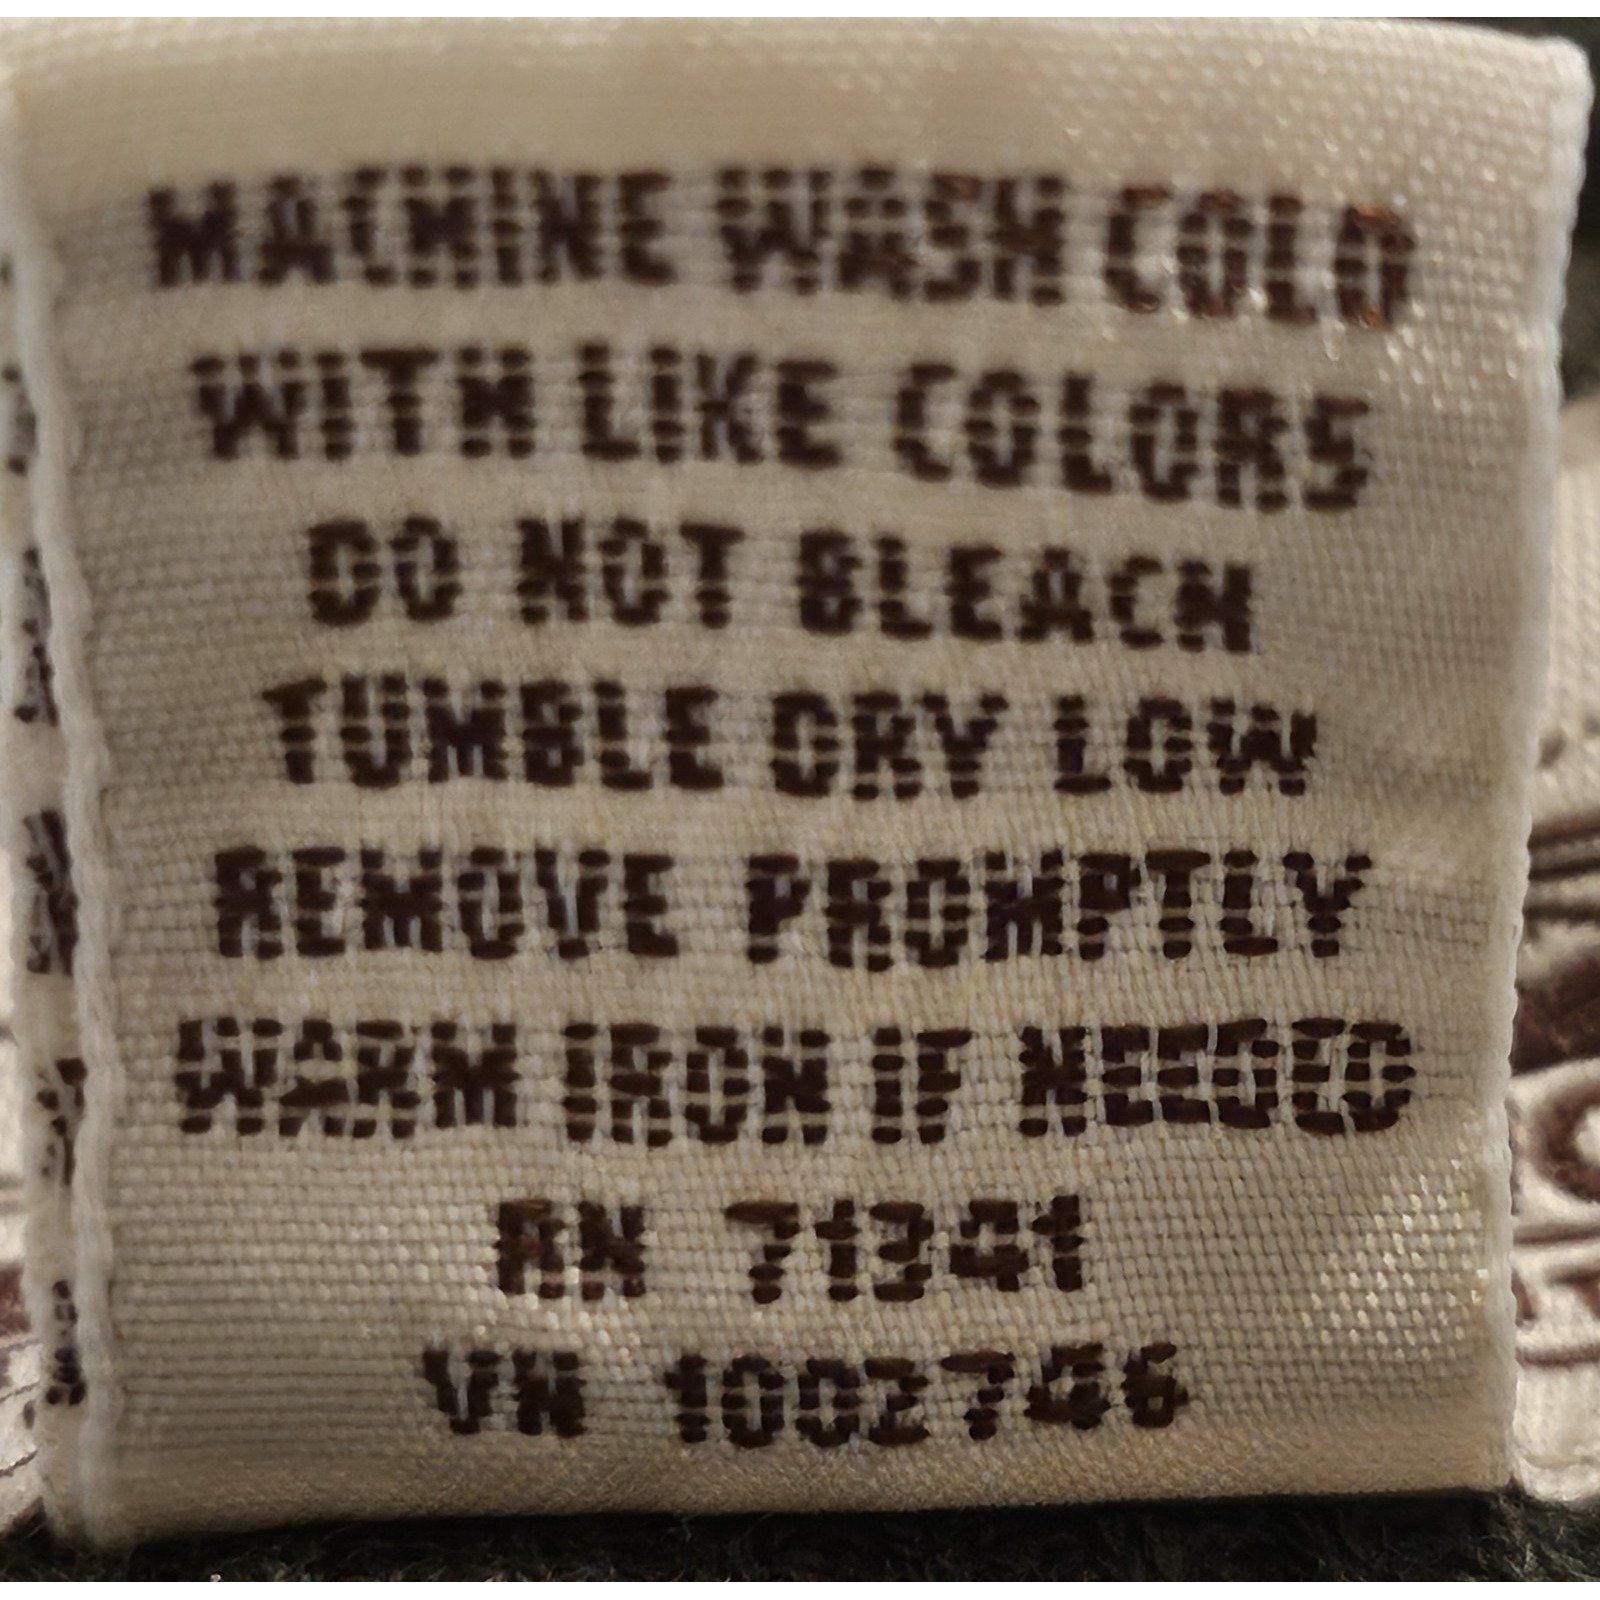 MACHINE WASH COLD
WITH LIKE COLORS
DO NOT BLEACH
TUMBLE DRY LOW
REMOVE PROMPTLY
WARM IRON IF NEEDED
RN 71341
VN 1002746